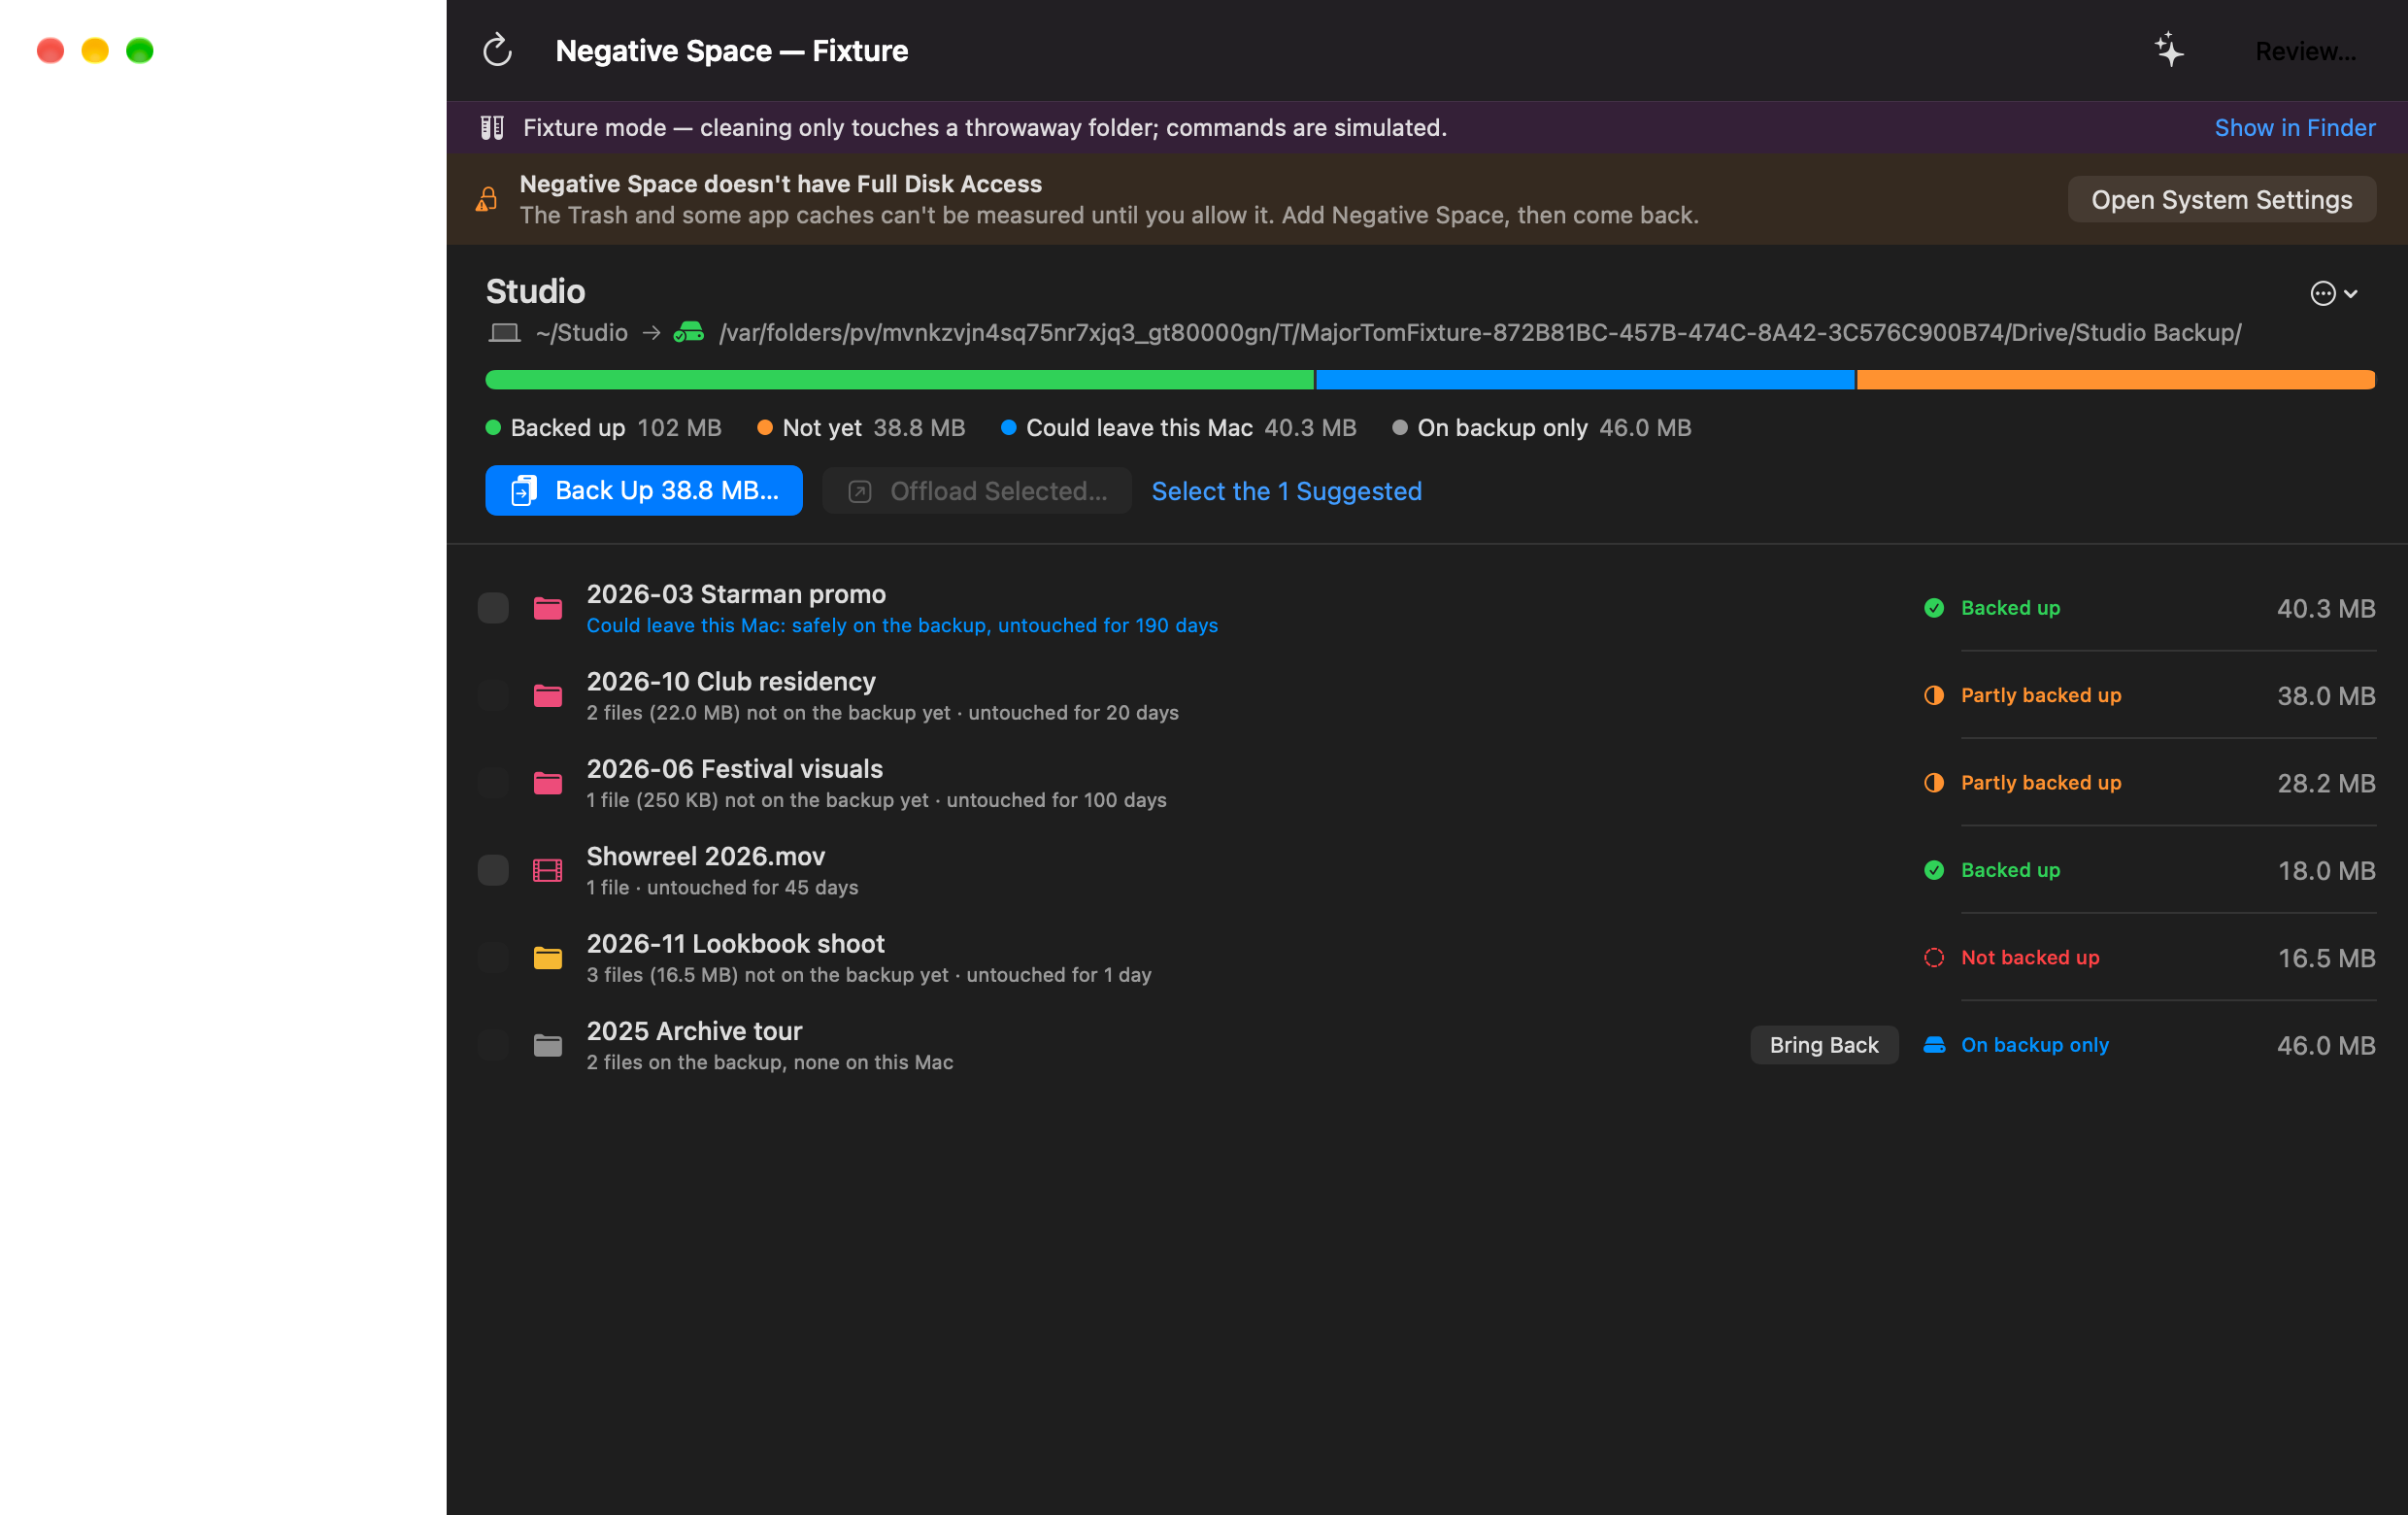 Negative Space — Fixture
Review...
Fixture mode — cleaning only touches a throwaway folder; commands are simulated.
Show in Finder
Negative Space doesn't have Full Disk Access
The Trash and some app caches can't be measured until you allow it. Add Negative Space, then come back.
Open System Settings
Studio
~/Studio → /var/folders/pv/mvnkzvjn4sq75nr7xjq3_gt80000gn/T/MajorTomFixture-872B81BC-457B-474C-8A42-3C576C900B74/Drive/Studio Backup/
Backed up 102 MB Not yet 38.8 MB Could leave this Mac 40.3 MB On backup only 46.0 MB
Back Up 38.8 MB... Offload Selected... Select the 1 Suggested
2026-03 Starman promo
Could leave this Mac: safely on the backup, untouched for 190 days
Backed up 40.3 MB
2026-10 Club residency
2 files (22.0 MB) not on the backup yet · untouched for 20 days
Partly backed up 38.0 MB
2026-06 Festival visuals
1 file (250 KB) not on the backup yet · untouched for 100 days
Partly backed up 28.2 MB
Showreel 2026.mov
1 file · untouched for 45 days
Backed up 18.0 MB
2026-11 Lookbook shoot
3 files (16.5 MB) not on the backup yet · untouched for 1 day
Not backed up 16.5 MB
2025 Archive tour
2 files on the backup, none on this Mac
Bring Back On backup only 46.0 MB